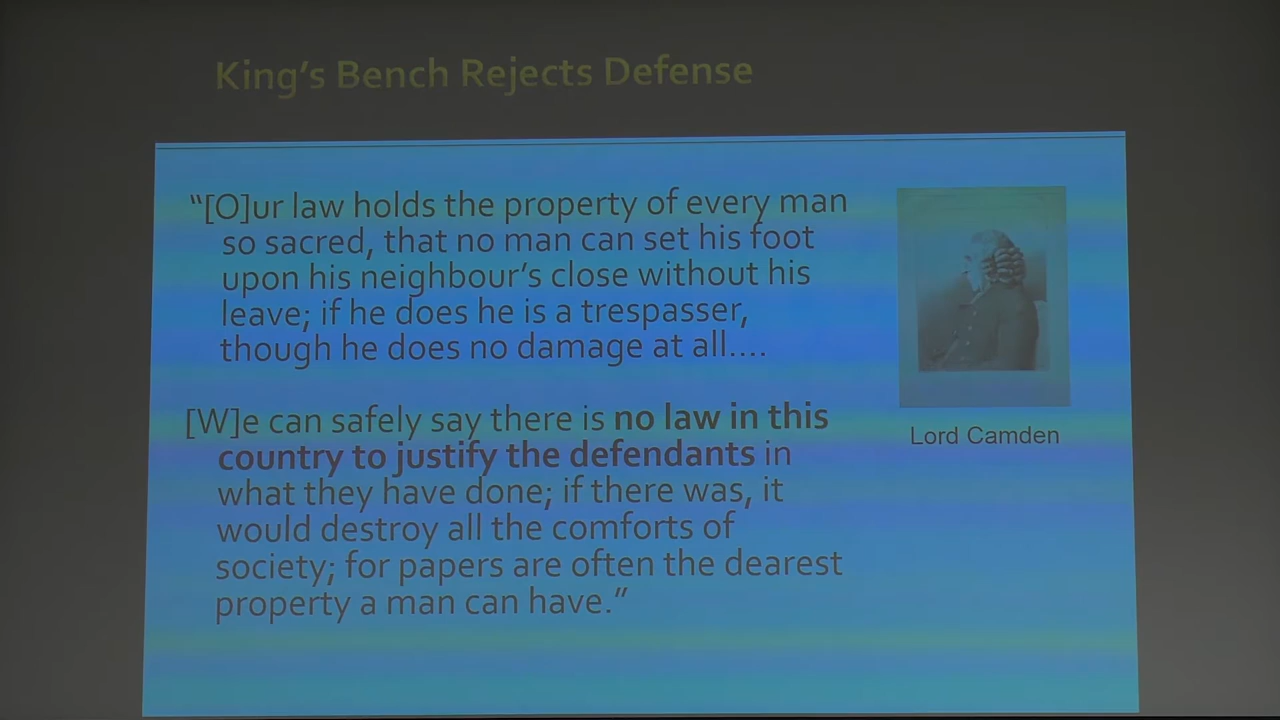 King's Bench Rejects Defense
“[O]ur law holds the property of every man
so sacred, that no man can set his foot
upon his neighbour's close without his
leave; if he does he is a trespasser,
though he does no damage at all....
[W]e can safely say there is no law in this
country to justify the defendants in
what they have done; if there was, it
would destroy all the comforts of
society; for papers are often the dearest
property a man can have.”
Lord Camden